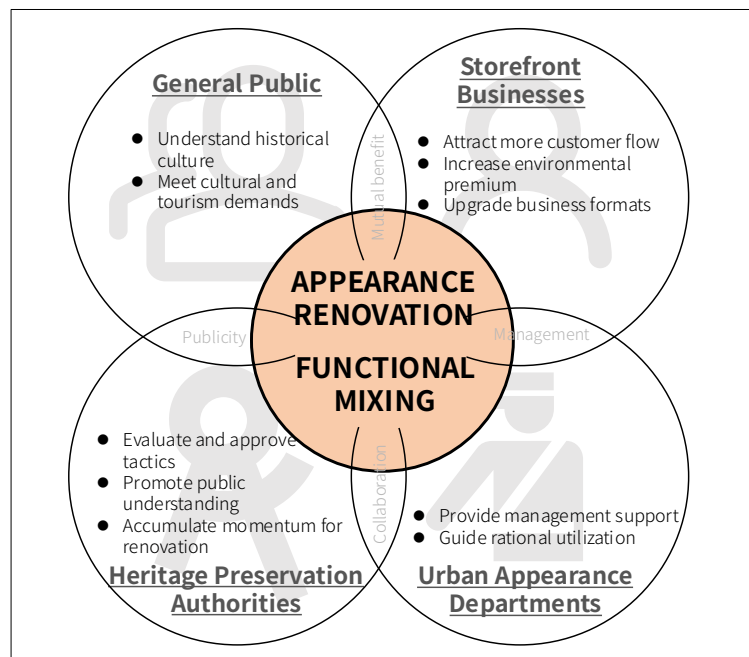 General Public
● Understand historical
culture
● Meet cultural and
tourism demands
Storefront
Businesses
● Attract more customer flow
● Increase environmental
premium
● Upgrade business formats
Mutual benefit
APPEARANCE
RENOVATION
FUNCTIONAL
MIXING
Publicity
Management
Collaboration
● Evaluate and approve
tactics
● Promote public
understanding
● Accumulate momentum for
renovation
Heritage Preservation
Authorities
● Provide management support
● Guide rational utilization
Urban Appearance
Departments